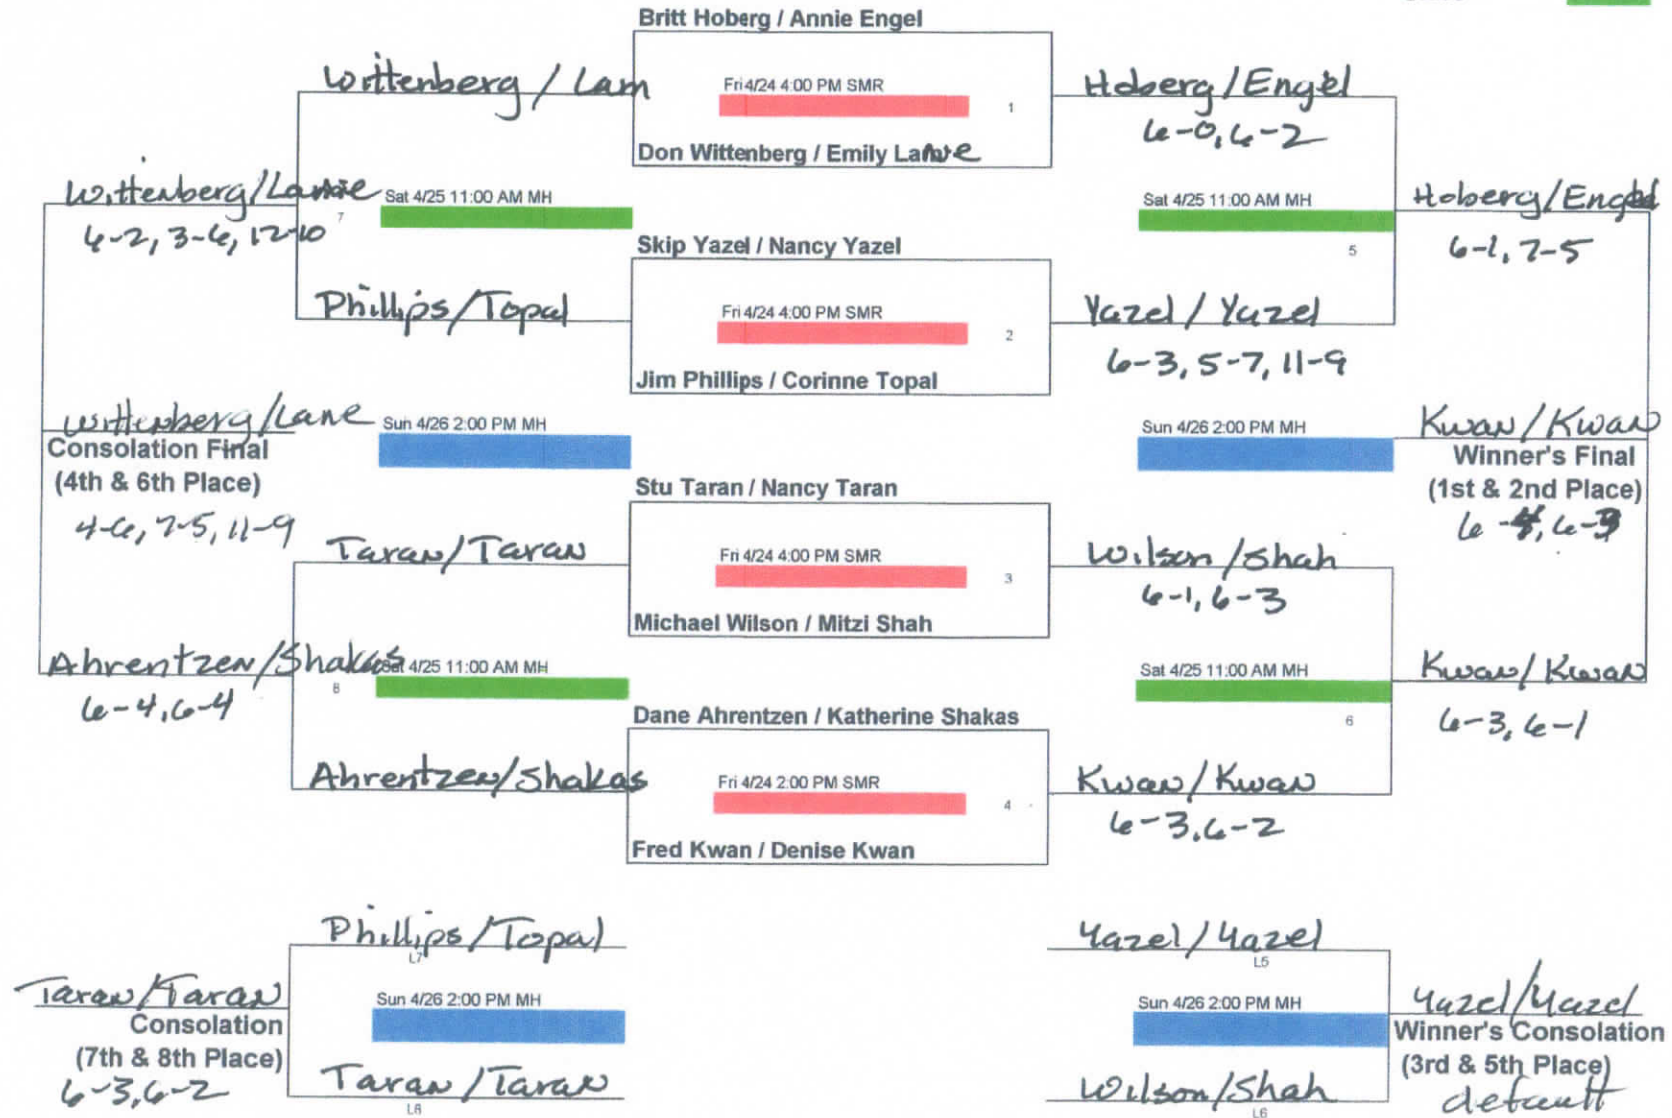 Britt Hoberg / Annie Engel
Wittenberg / Lam
Fri 4/24 4:00 PM SMR
1
Hoberg/Engel
6-0, 6-2
Don Wittenberg / Emily Lane
Wittenberg/Lane
6-2, 3-6, 12-10
7
Sat 4/25 11:00 AM MH
Sat 4/25 11:00 AM MH
5
Hoberg/Engel
6-1, 7-5
Skip Yazel / Nancy Yazel
Phillips/Topal
Fri 4/24 4:00 PM SMR
2
Yazel / Yazel
6-3, 5-7, 11-9
Jim Phillips / Corinne Topal
Wittenberg/Lane
Consolation Final
(4th & 6th Place)
4-6, 7-5, 11-9
Sun 4/26 2:00 PM MH
Sun 4/26 2:00 PM MH
Kwan/Kwan
Winner's Final
(1st & 2nd Place)
Stu Taran / Nancy Taran
Taran/Taran
Fri 4/24 4:00 PM SMR
3
Wilson/Shah
6-1, 6-3
Michael Wilson / Mitzi Shah
Ahrentzen/Shakas
6-4, 6-4
8
Sat 4/25 11:00 AM MH
Sat 4/25 11:00 AM MH
6
Kwan/Kwan
6-3, 6-1
Dane Ahrentzen / Katherine Shakas
Ahrentzen/Shakas
Fri 4/24 2:00 PM SMR
4
Kwan/Kwan
6-3, 6-2
Fred Kwan / Denise Kwan
Phillips/Topal
L7
Taran/Taran
Consolation
(7th & 8th Place)
6-3, 6-2
Sun 4/26 2:00 PM MH
Taran/Taran
L8
Yazel/Yazel
L5
Sun 4/26 2:00 PM MH
Yazel/Yazel
Winner's Consolation
(3rd & 5th Place)
default
Wilson/Shah
L6